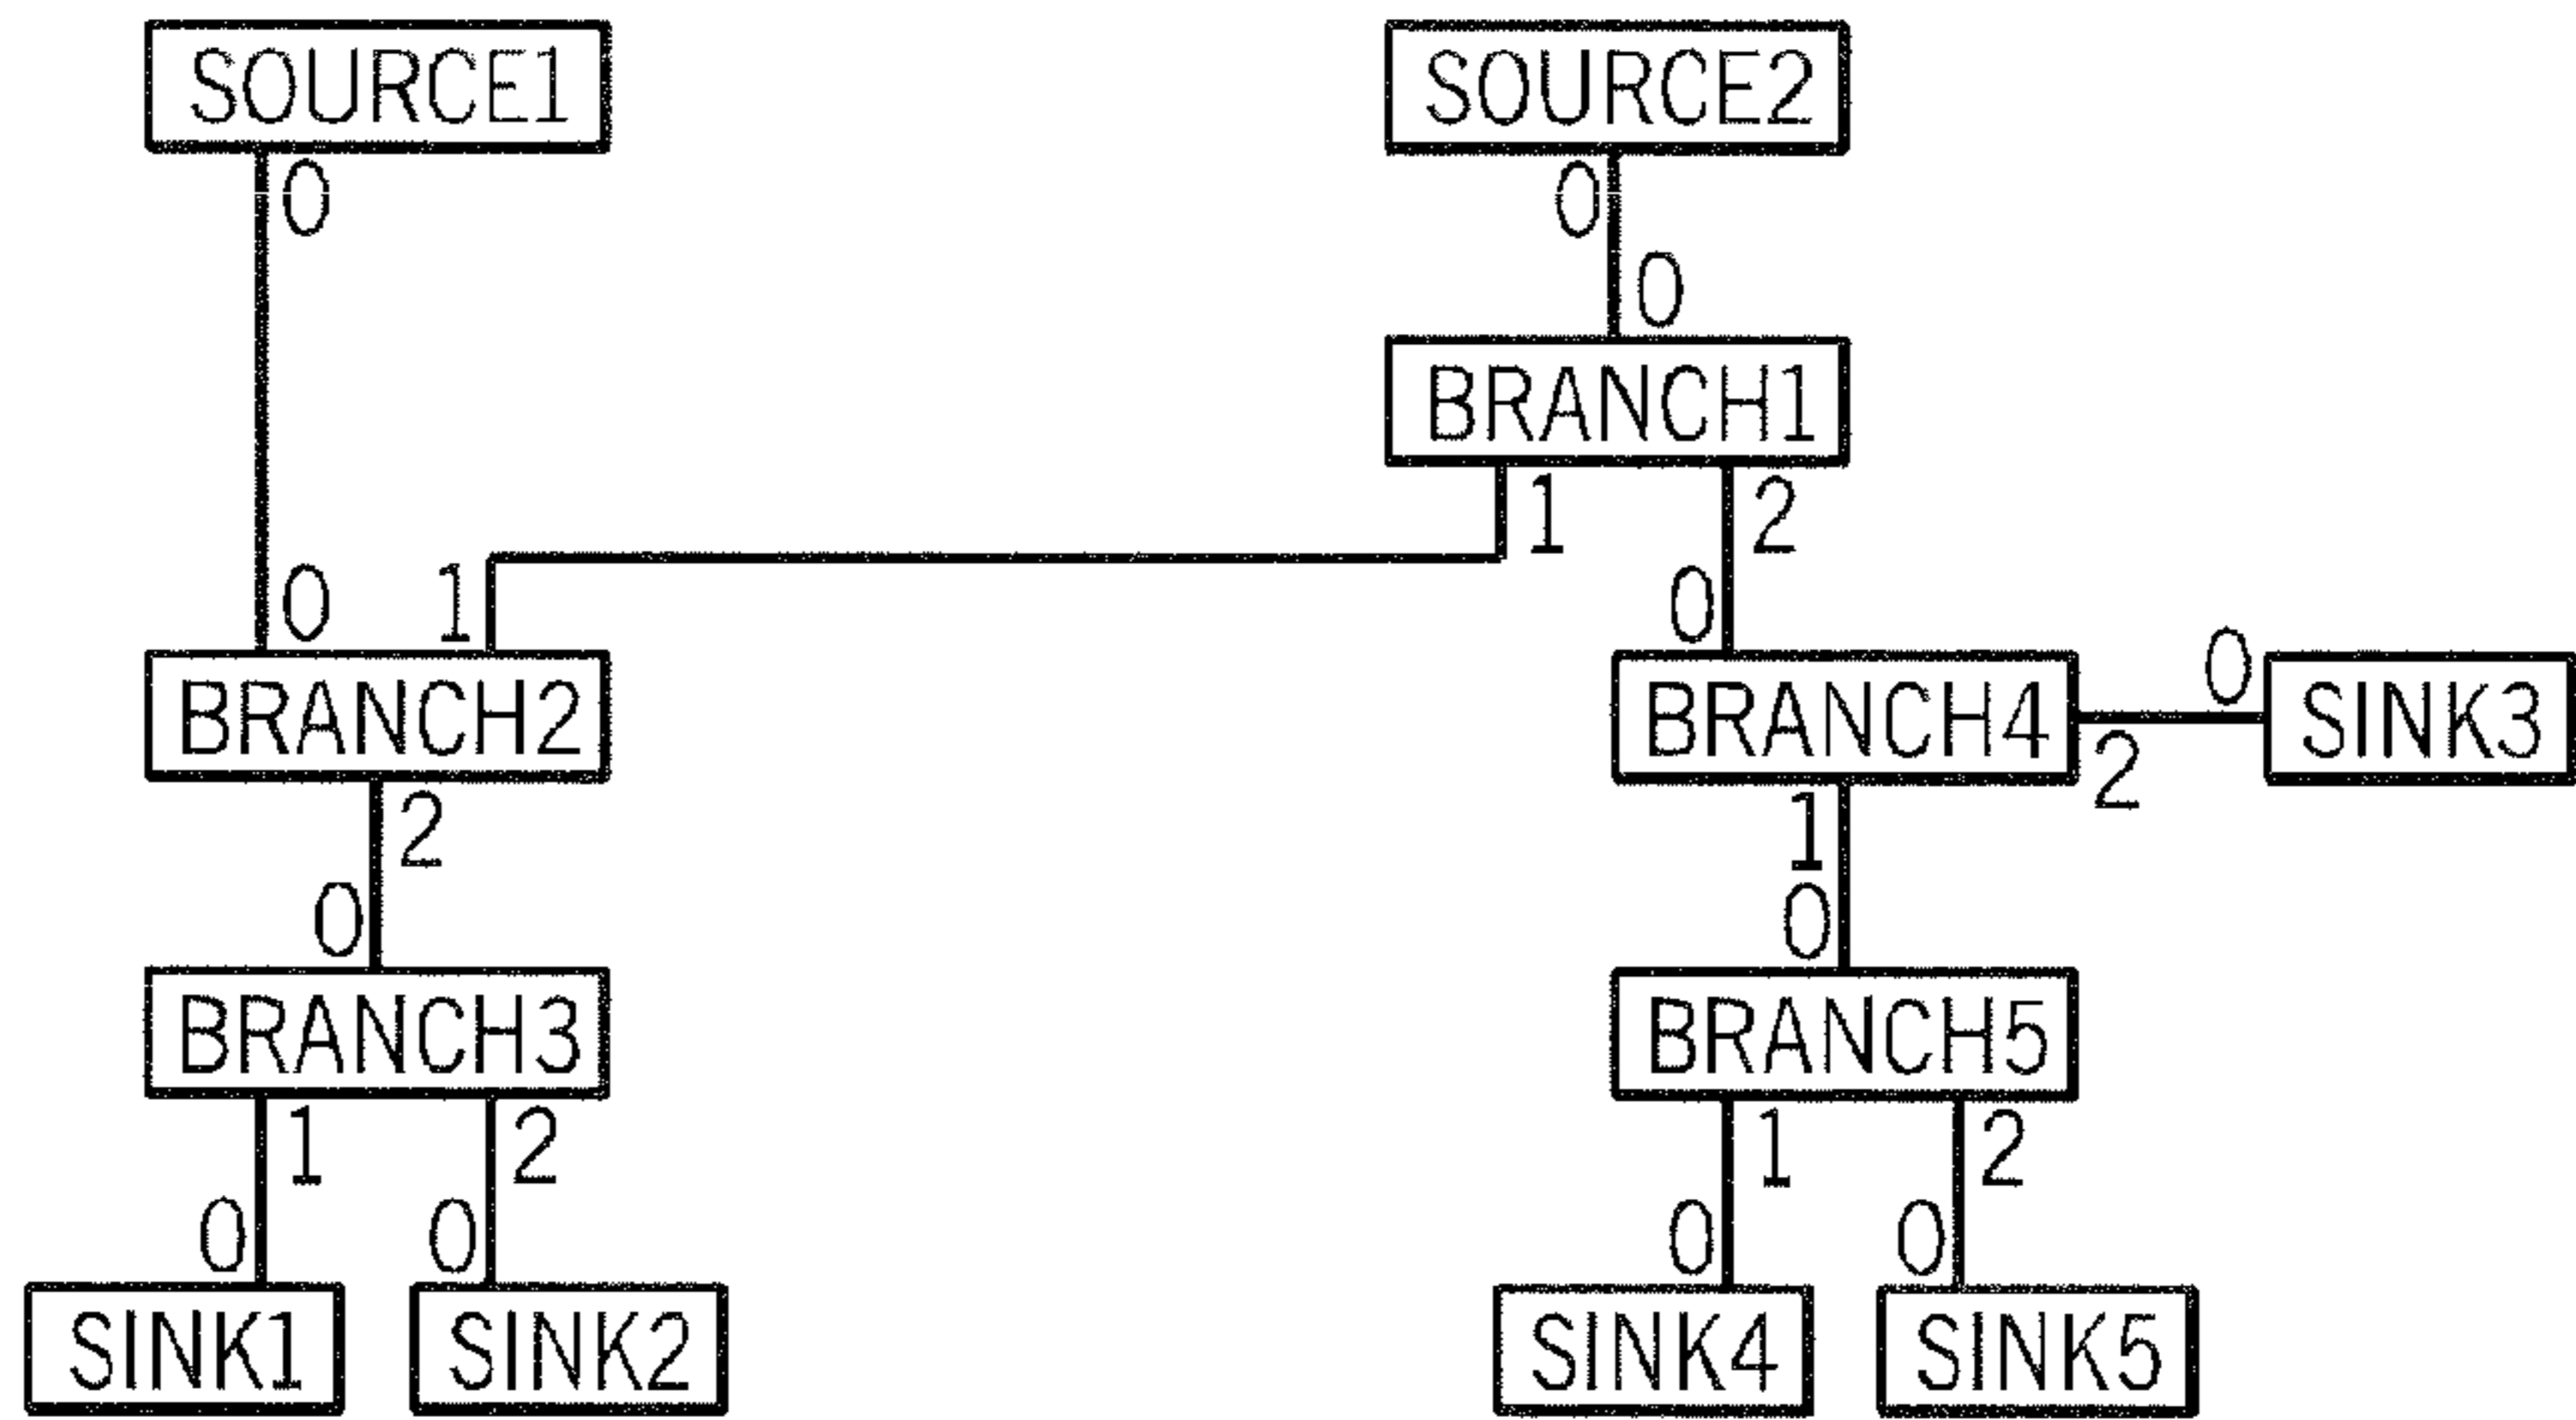 SOURCE1 SOURCE2
0 0
0
BRANCH1
1 2
0 1 0 0
BRANCH2 BRANCH4 SINK3
2 1 2
0 0
BRANCH3 BRANCH5
1 2 1 2
0 0 0 0
SINK1 SINK2 SINK4 SINK5